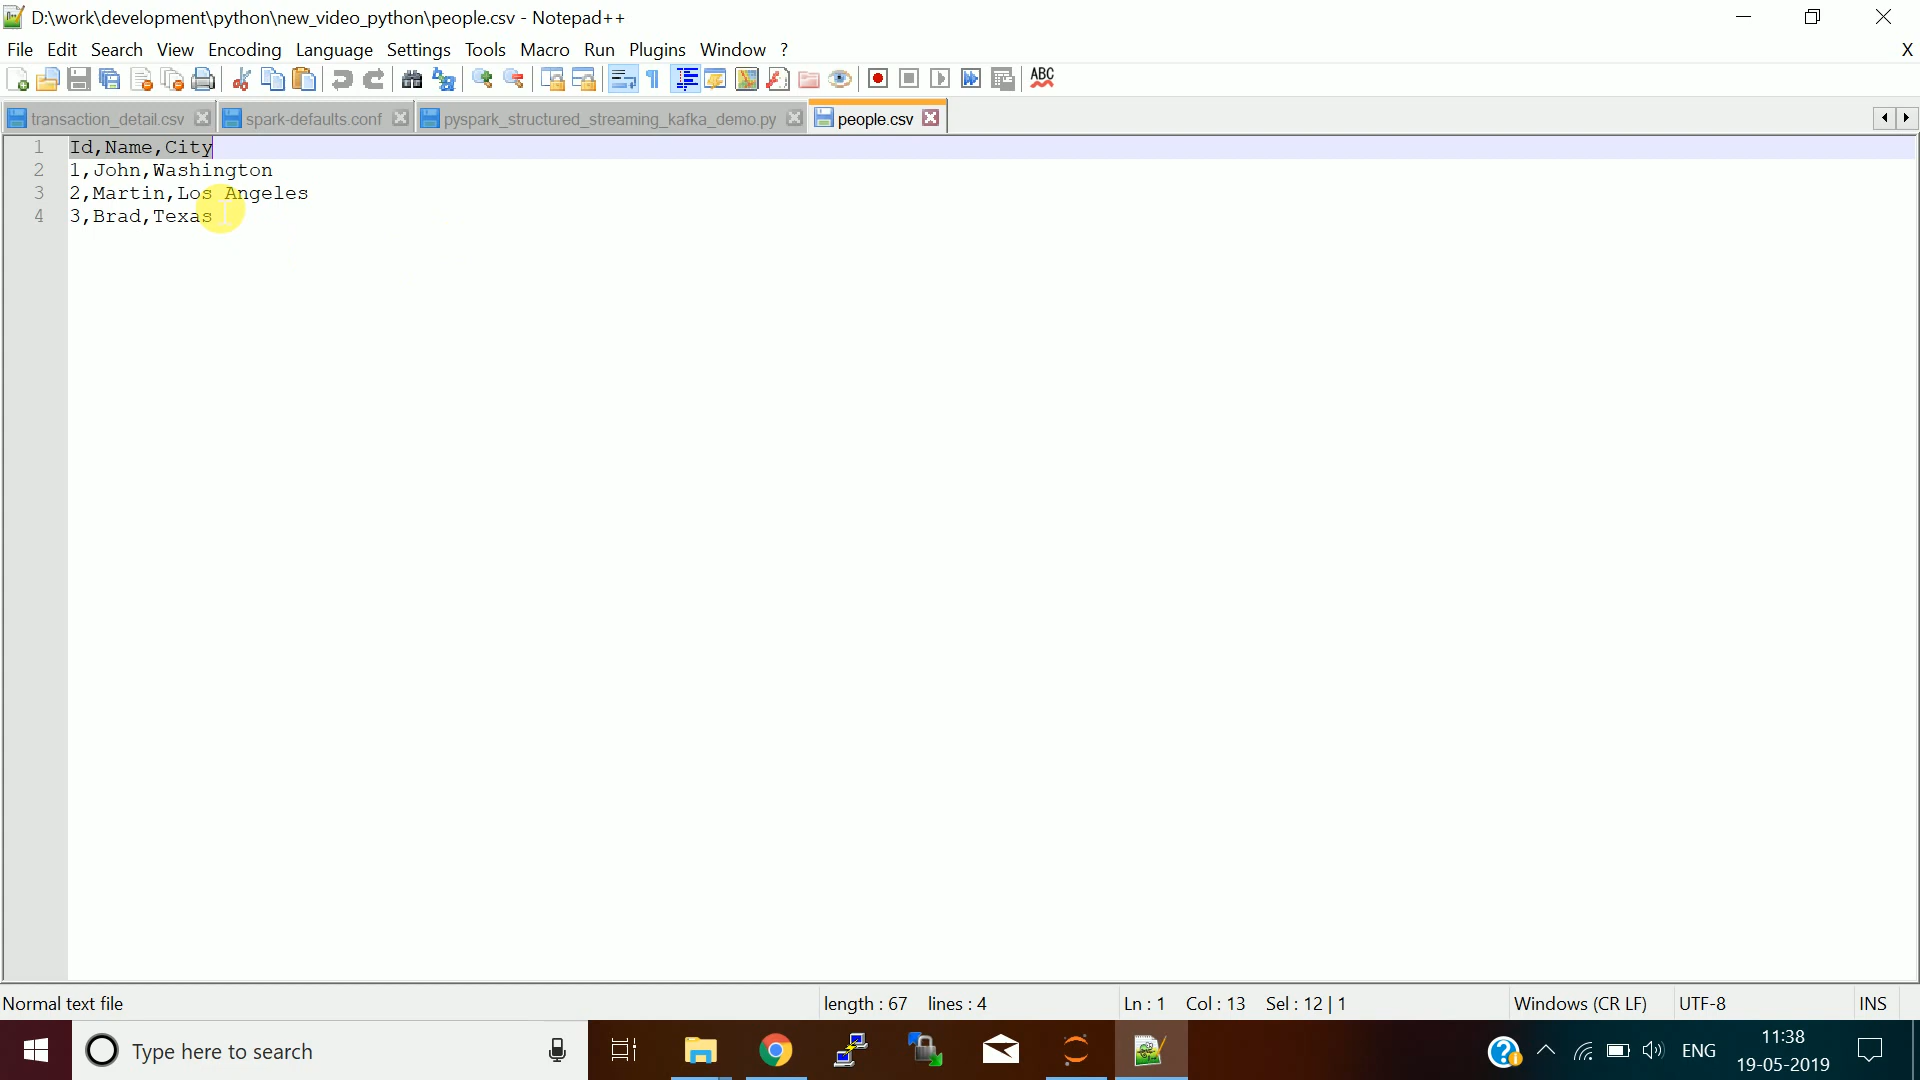 D:\work\development\python\new_video_python\people.csv - Notepad++
File Edit Search View Encoding Language Settings Tools Macro Run Plugins Window ? X
ABC
transaction_detail.csv spark-defaults.conf pyspark_structured_streaming_kafka_demo.py people.csv
1 Id,Name,City
2 1,John,Washington
3 2,Martin,Los Angeles
4 3,Brad,Texas
Normal text file length : 67 lines : 4 Ln : 1 Col : 13 Sel : 12 | 1 Windows (CR LF) UTF-8 INS
Type here to search ENG 11:38
19-05-2019